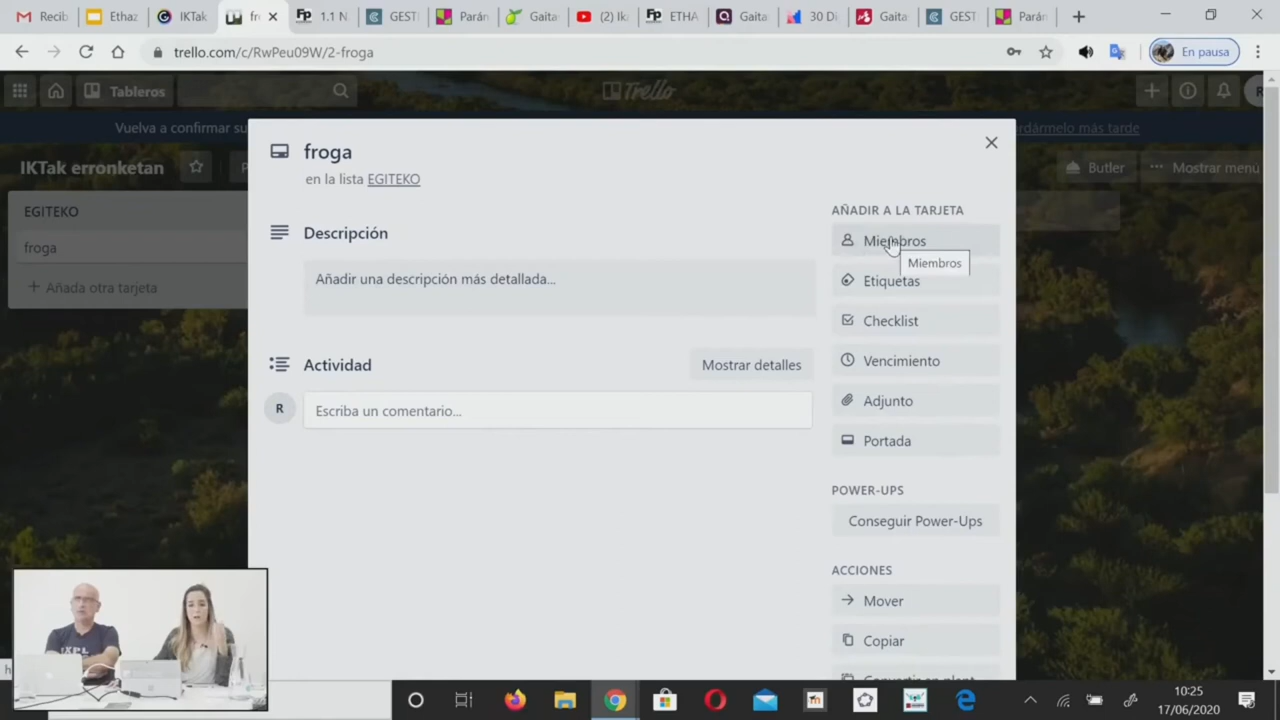 Recib
Ethaz
IKTak
fr
1.1 N
GEST
Parán
Gaita
(2) Ik
ETHA
Gaita
30 Di
Gaita
GEST
Parán
trello.com/c/RwPeu09W/2-froga
En pausa
Tableros
Trello
Vuelva a confirmar su
rdármelo más tarde
IKTak erronketan
Butler
Mostrar menú
EGITEKO
froga
Añada otra tarjeta
froga
en la lista EGITEKO
Descripción
Añadir una descripción más detallada...
Actividad
Mostrar detalles
R
Escriba un comentario...
AÑADIR A LA TARJETA
Miembros
Miembros
Etiquetas
Checklist
Vencimiento
Adjunto
Portada
POWER-UPS
Conseguir Power-Ups
ACCIONES
Mover
Copiar
10:25
17/06/2020